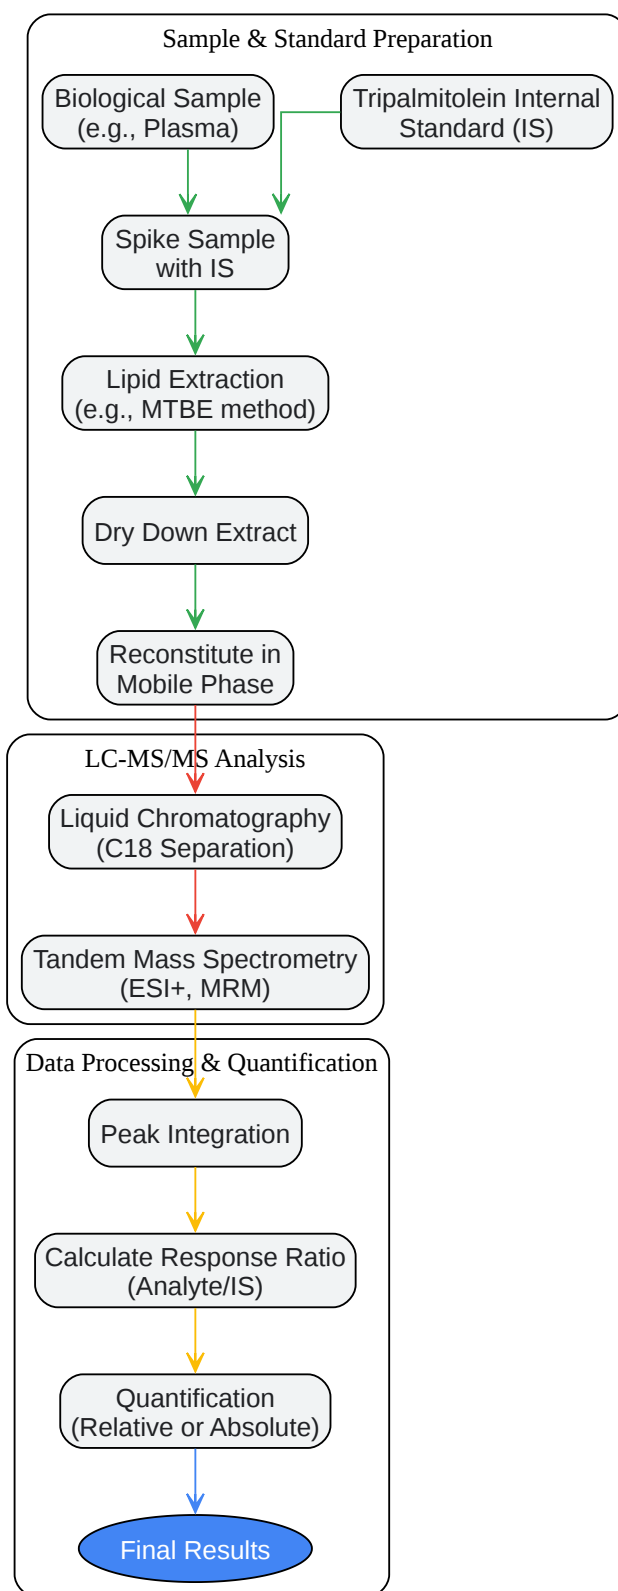 Sample & Standard Preparation
Biological Sample
(e.g., Plasma)
Tripalmitolein Internal
Standard (IS)
Spike Sample
with IS
Lipid Extraction
(e.g., MTBE method)
Dry Down Extract
Reconstitute in
Mobile Phase
LC-MS/MS Analysis
Liquid Chromatography
(C18 Separation)
Tandem Mass Spectrometry
(ESI+, MRM)
Data Processing & Quantification
Peak Integration
Calculate Response Ratio
(Analyte/IS)
Quantification
(Relative or Absolute)
Final Results